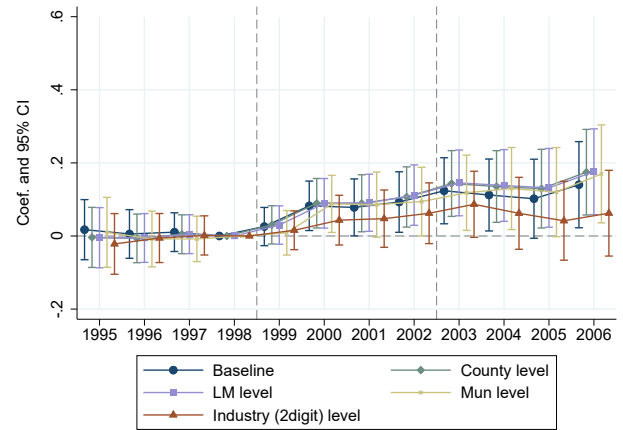 Coef. and 95% CI
.6
.4
.2
0
-.2
1995 1996 1997 1998 1999 2000 2001 2002 2003 2004 2005 2006
Baseline County level
LM level Mun level
Industry (2digit) level